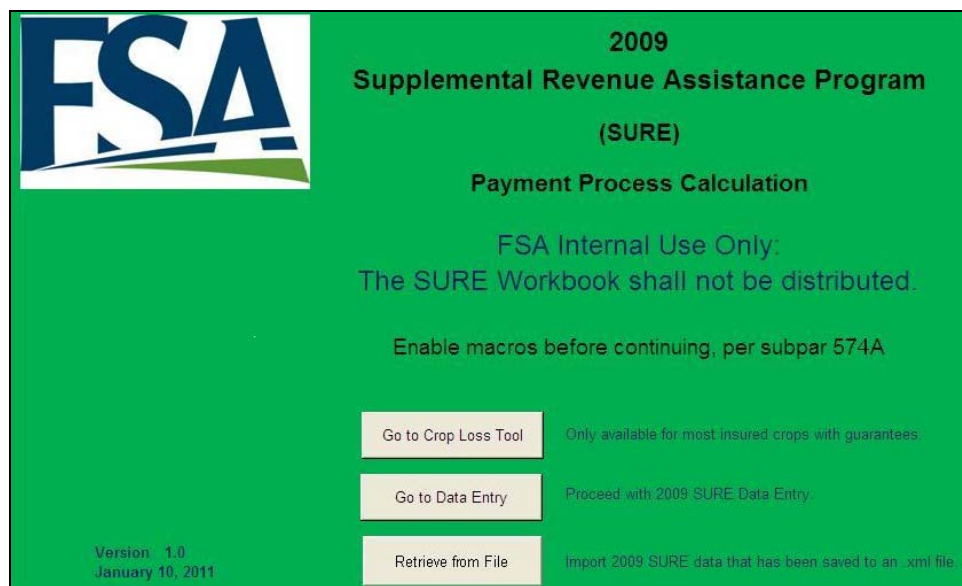 FSA
2009
Supplemental Revenue Assistance Program
(SURE)
Payment Process Calculation
FSA Internal Use Only:
The SURE Workbook shall not be distributed.
Enable macros before continuing, per subpar 574A
Go to Crop Loss Tool Only available for most insured crops with guarantees.
Go to Data Entry Proceed with 2009 SURE Data Entry.
Retrieve from File Import 2009 SURE data that has been saved to an .xml file.
Version 1.0
January 10, 2011